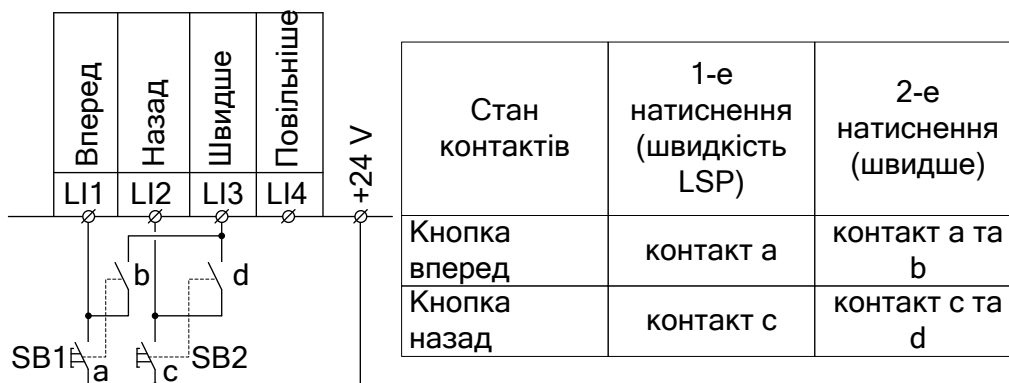 Вперед
Назад
Швидше
Повільніше
LI1 LI2 LI3 LI4
+24 V
b d
SB1 a c SB2
Стан
контактів
1-е
натиснення
(швидкість
LSP)
2-е
натиснення
(швидше)
Кнопка
вперед
контакт a
контакт a та
b
Кнопка
назад
контакт c
контакт c та
d